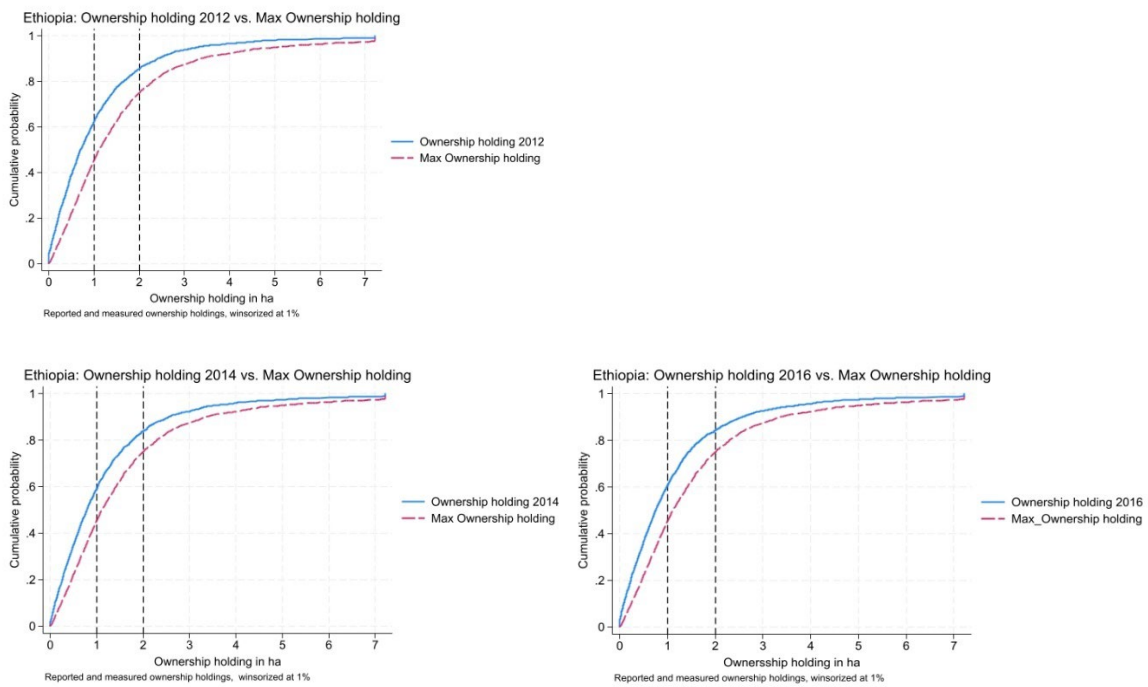 Ethiopia: Ownership holding 2012 vs. Max Ownership holding
1
.8
.6
.4
.2
0
Cumulative probability
0 1 2 3 4 5 6 7
Ownership holding in ha
Reported and measured ownership holdings, winsorized at 1%
Ownership holding 2012
Max Ownership holding
Ethiopia: Ownership holding 2014 vs. Max Ownership holding
1
.8
.6
.4
.2
0
Cumulative probability
0 1 2 3 4 5 6 7
Ownership holding in ha
Reported and measured ownership holdings, winsorized at 1%
Ownership holding 2014
Max Ownership holding
Ethiopia: Ownership holding 2016 vs. Max Ownership holding
1
.8
.6
.4
.2
0
Cumulative probability
0 1 2 3 4 5 6 7
Ownersship holding in ha
Reported and measured ownership holdings, winsorized at 1%
Ownership holding 2016
Max_Ownership holding